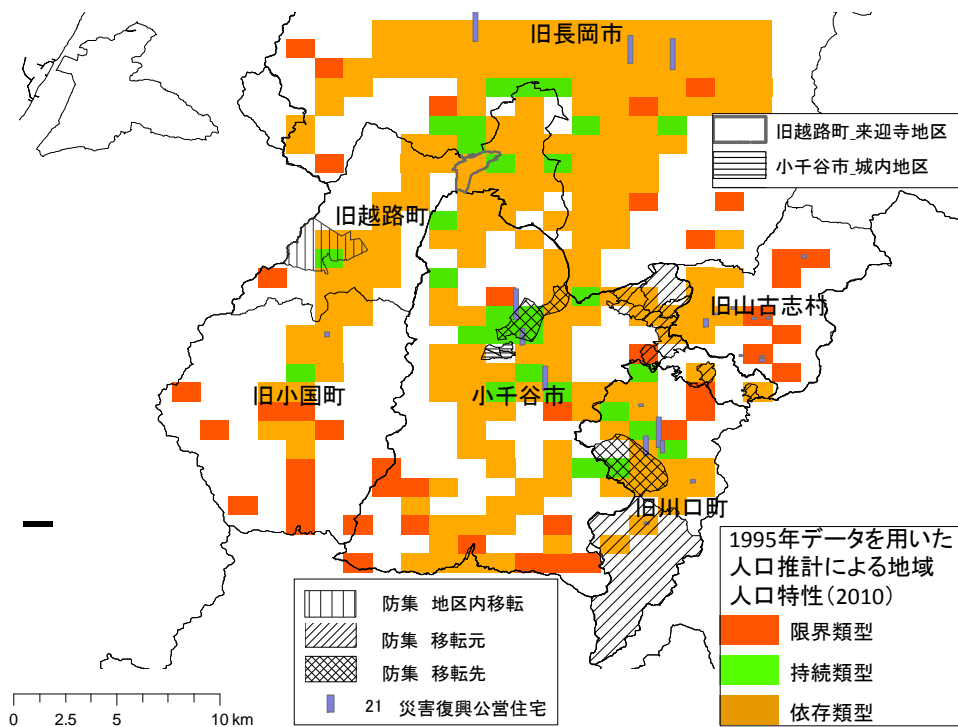 旧長岡市
旧越路町_来迎寺地区
小千谷市_城内地区
旧越路町
旧山古志村
旧小国町
小千谷市
旧川口町
1995年データを用いた
人口推計による地域
人口特性(2010)
限界類型
持続類型
依存類型
防集 地区内移転
防集 移転元
防集 移転先
21 災害復興公営住宅
0 2.5 5 10 km